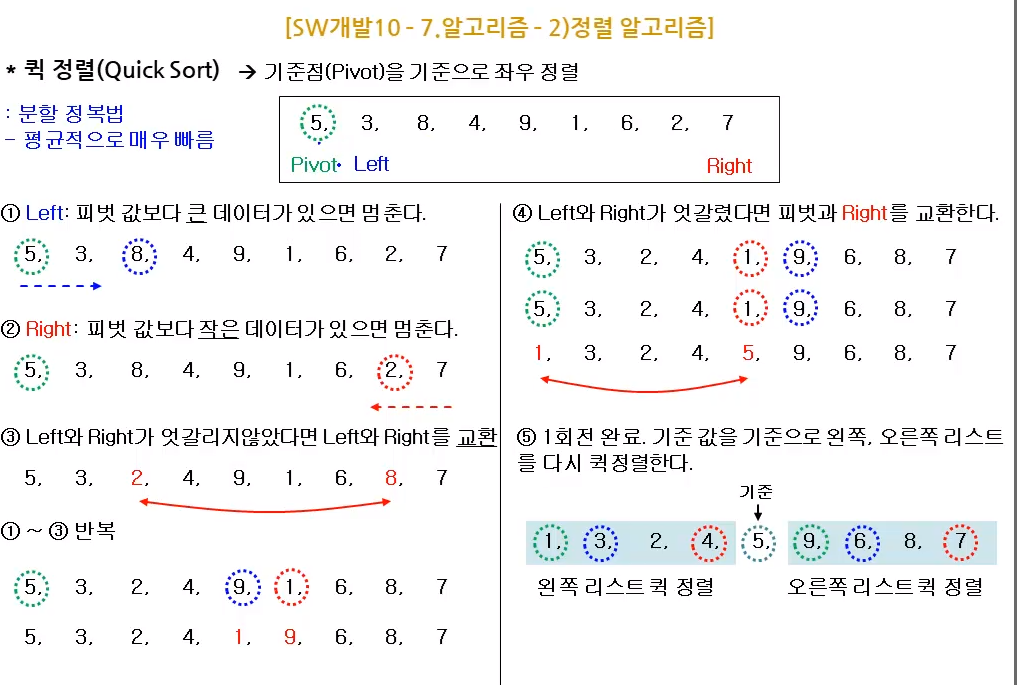 [SW개발10 - 7.알고리즘 - 2)정렬 알고리즘]
* 퀵 정렬(Quick Sort) → 기준점(Pivot)을 기준으로 좌우 정렬
: 분할 정복법
- 평균적으로 매우 빠름
5, 3, 8, 4, 9, 1, 6, 2, 7
Pivot Left Right
① Left: 피벗 값보다 큰 데이터가 있으면 멈춘다.
5, 3, 8, 4, 9, 1, 6, 2, 7
② Right: 피벗 값보다 작은 데이터가 있으면 멈춘다.
5, 3, 8, 4, 9, 1, 6, 2, 7
③ Left와 Right가 엇갈리지않았다면 Left와 Right를 교환
5, 3, 2, 4, 9, 1, 6, 8, 7
① ~ ③ 반복
5, 3, 2, 4, 9, 1, 6, 8, 7
5, 3, 2, 4, 1, 9, 6, 8, 7
④ Left와 Right가 엇갈렸다면 피벗과 Right를 교환한다.
5, 3, 2, 4, 1, 9, 6, 8, 7
5, 3, 2, 4, 1, 9, 6, 8, 7
1, 3, 2, 4, 5, 9, 6, 8, 7
⑤ 1회전 완료. 기준 값을 기준으로 왼쪽, 오른쪽 리스트
를 다시 퀵정렬한다.
기준
1, 3, 2, 4, 5, 9, 6, 8, 7
왼쪽 리스트 퀵 정렬 오른쪽 리스트 퀵 정렬